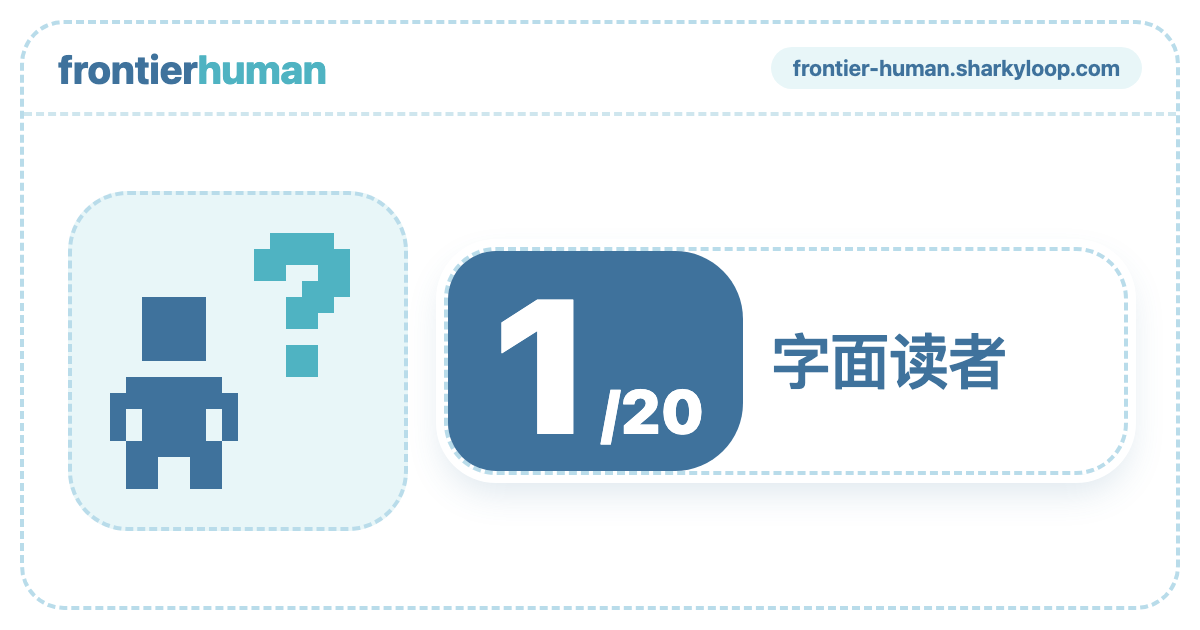 frontierhuman
frontier-human.sharkyloop.com
?
1/20
字面读者